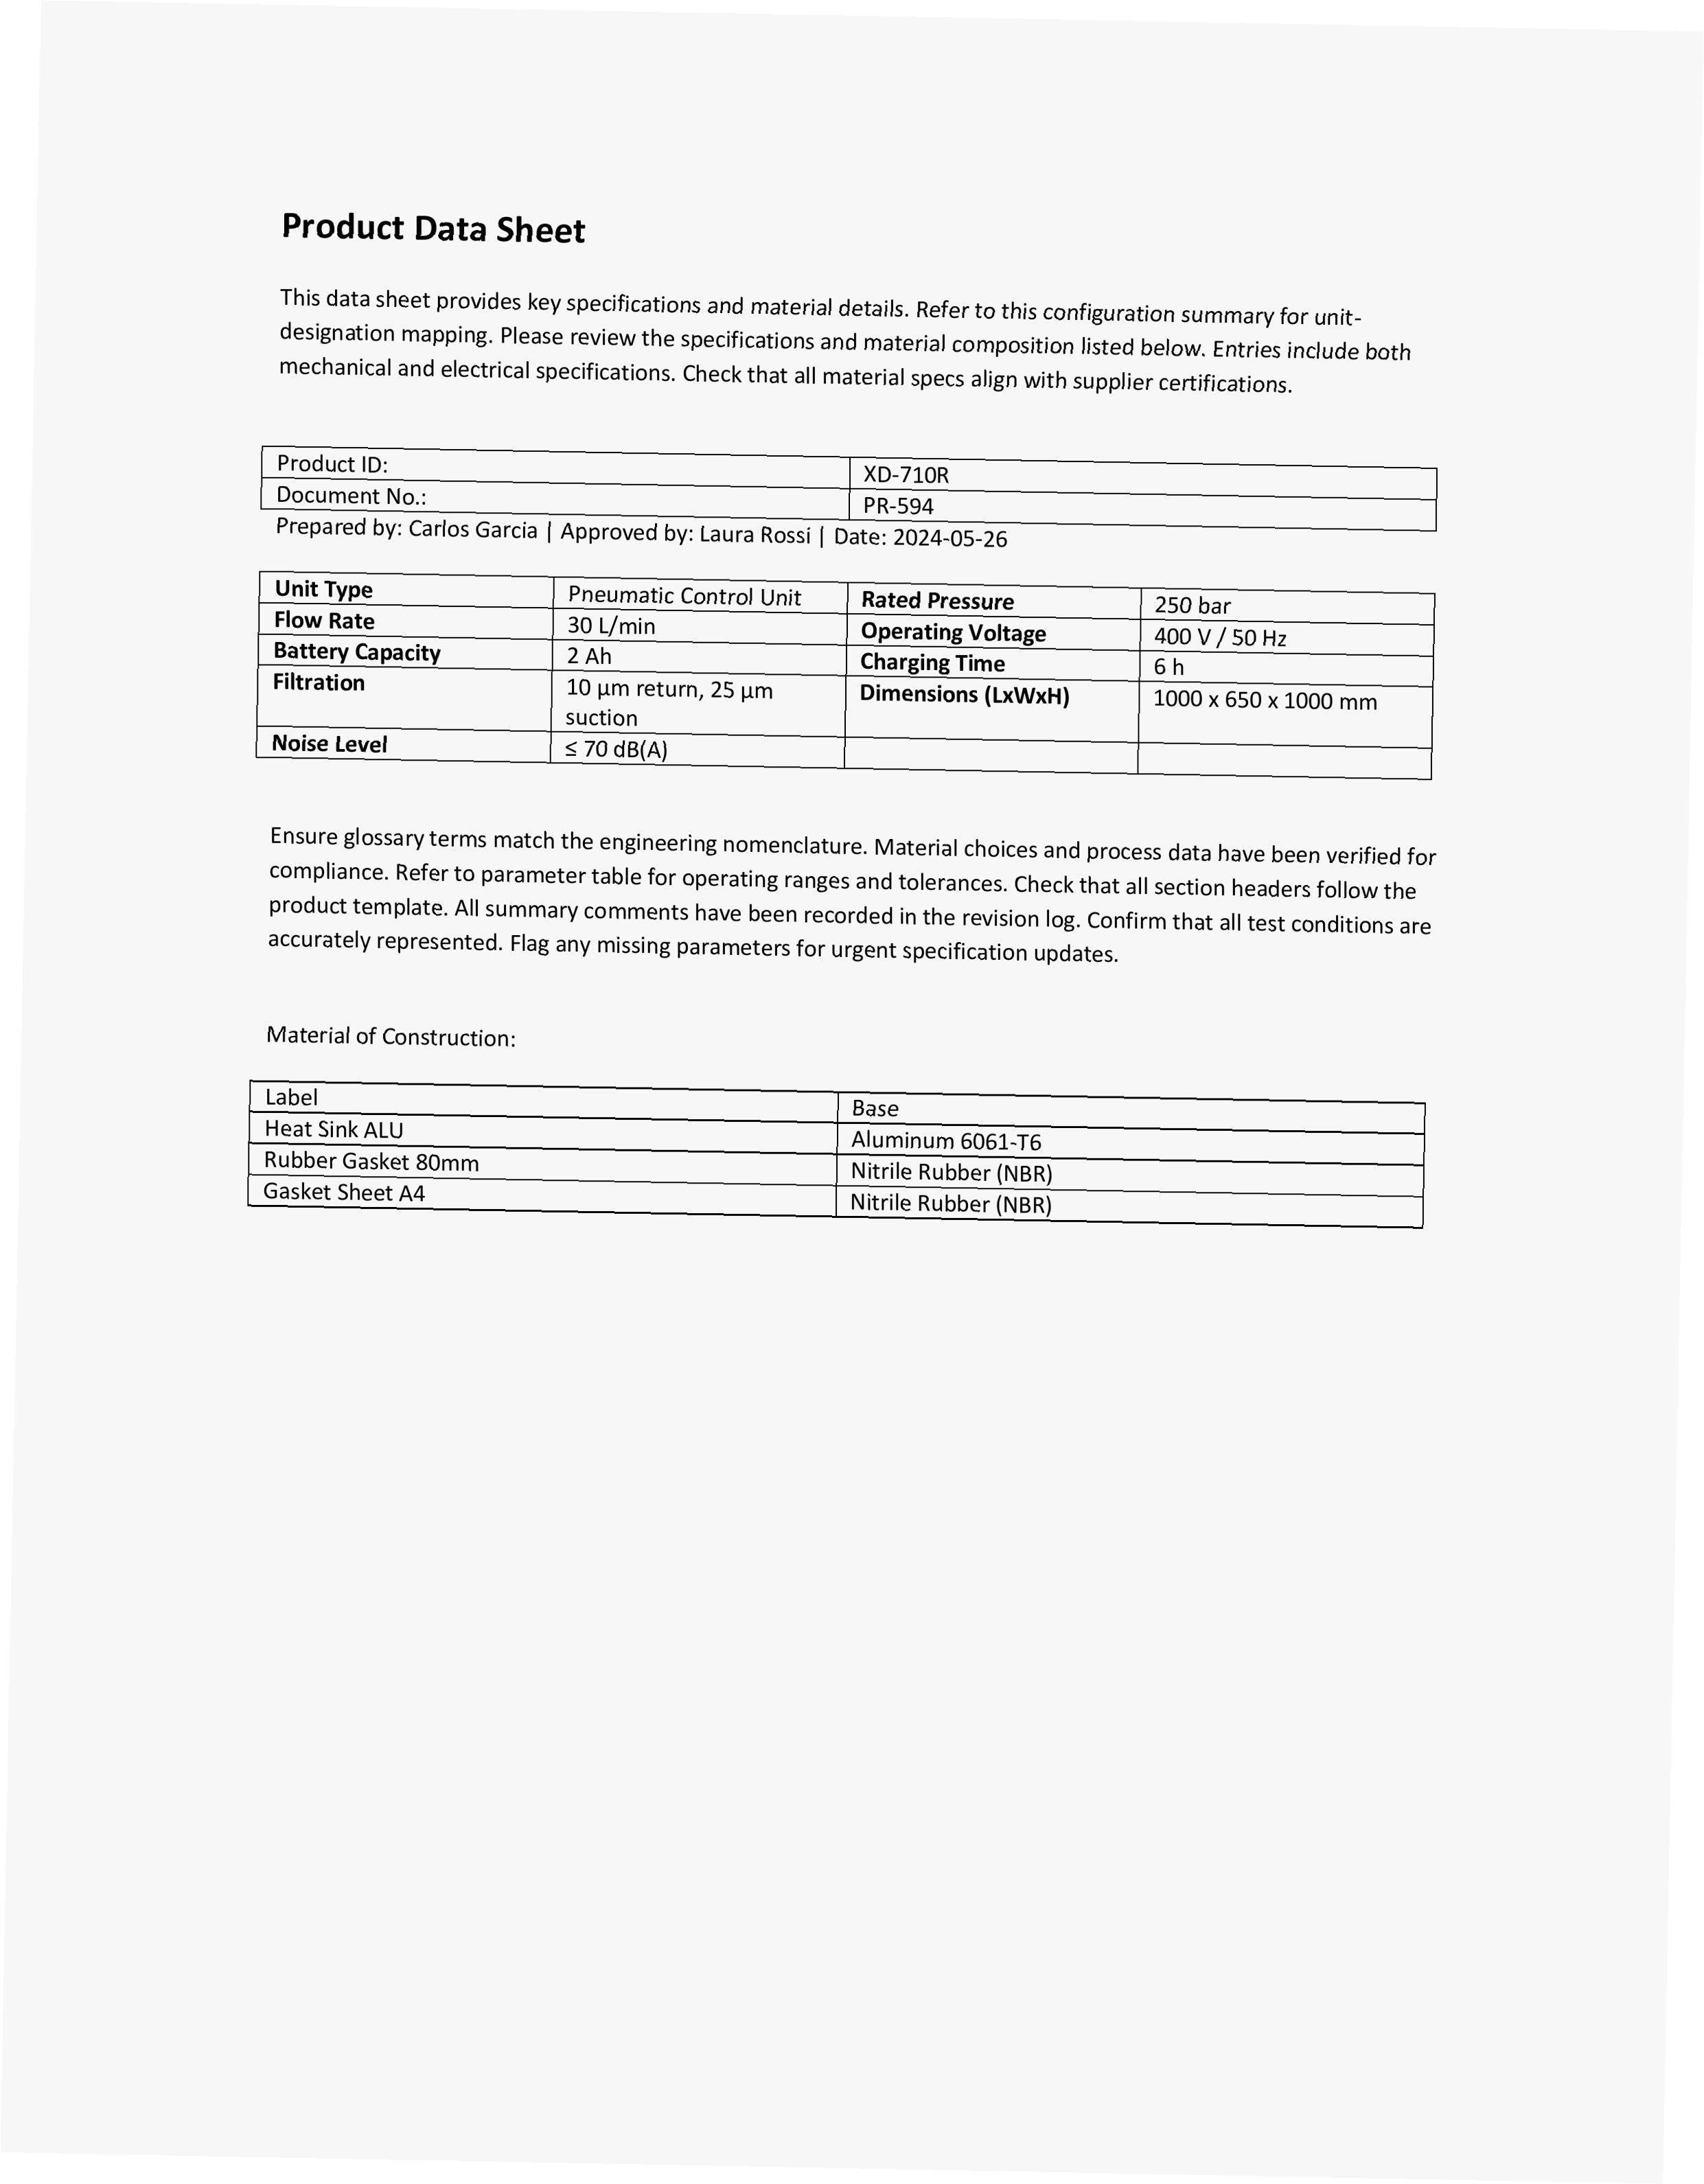 Product Data Sheet
This data sheet provides key specifications and material details. Refer to this configuration summary for unit-
designation mapping. Please review the specifications and material composition listed below. Entries include both
mechanical and electrical specifications. Check that all material specs align with supplier certifications.
Product ID: XD-710R
Document No.: PR-594
Prepared by: Carlos Garcia | Approved by: Laura Rossi | Date: 2024-05-26
Unit Type Pneumatic Control Unit Rated Pressure 250 bar
Flow Rate 30 L/min Operating Voltage 400 V / 50 Hz
Battery Capacity 2 Ah Charging Time 6 h
Filtration 10 µm return, 25 µm Dimensions (LxWxH) 1000 x 650 x 1000 mm
suction
Noise Level ≤ 70 dB(A)
Ensure glossary terms match the engineering nomenclature. Material choices and process data have been verified for
compliance. Refer to parameter table for operating ranges and tolerances. Check that all section headers follow the
product template. All summary comments have been recorded in the revision log. Confirm that all test conditions are
accurately represented. Flag any missing parameters for urgent specification updates.
Material of Construction:
Label Base
Heat Sink ALU Aluminum 6061-T6
Rubber Gasket 80mm Nitrile Rubber (NBR)
Gasket Sheet A4 Nitrile Rubber (NBR)